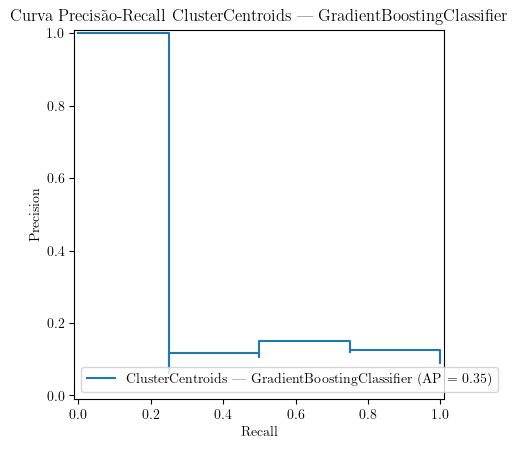 Curva Precisão-Recall ClusterCentroids — GradientBoostingClassifier
1.0
0.8
0.6
0.4
0.2
0.0
Precision
ClusterCentroids — GradientBoostingClassifier (AP = 0.35)
0.0 0.2 0.4 0.6 0.8 1.0
Recall